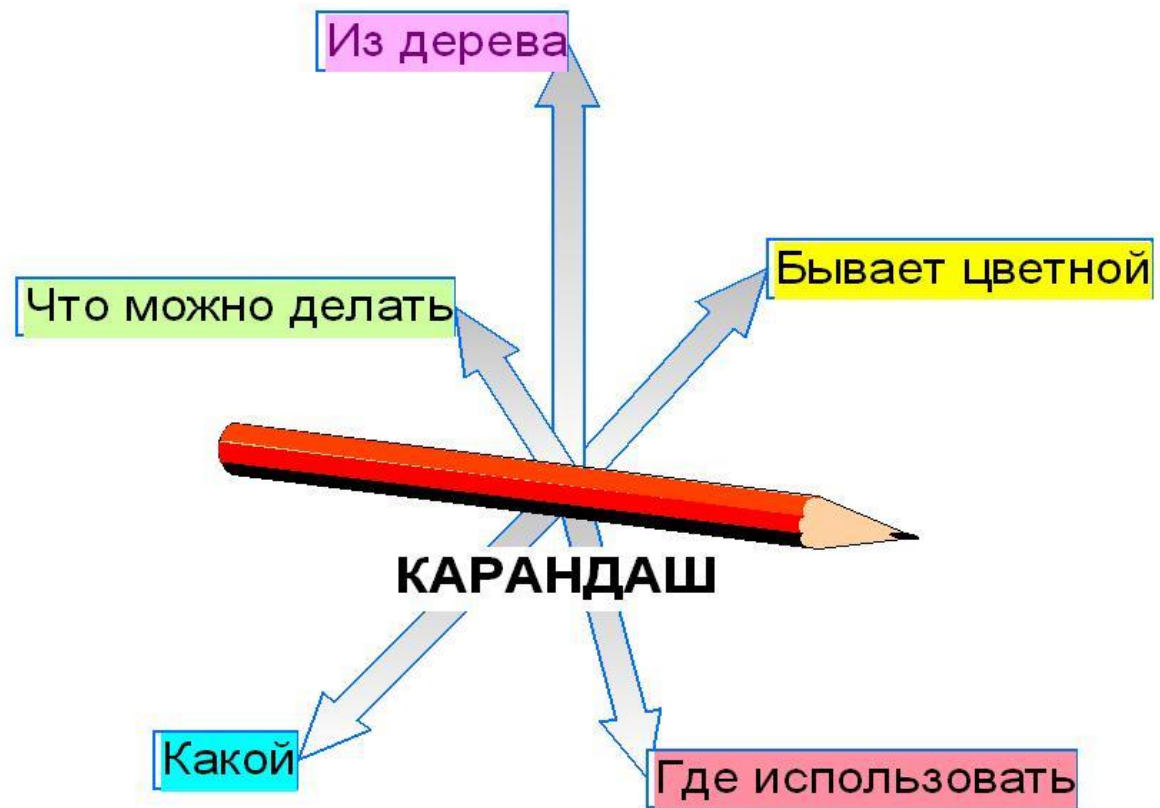 Из дерева
Бывает цветной
Что можно делать
КАРАНДАШ
Какой
Где использовать